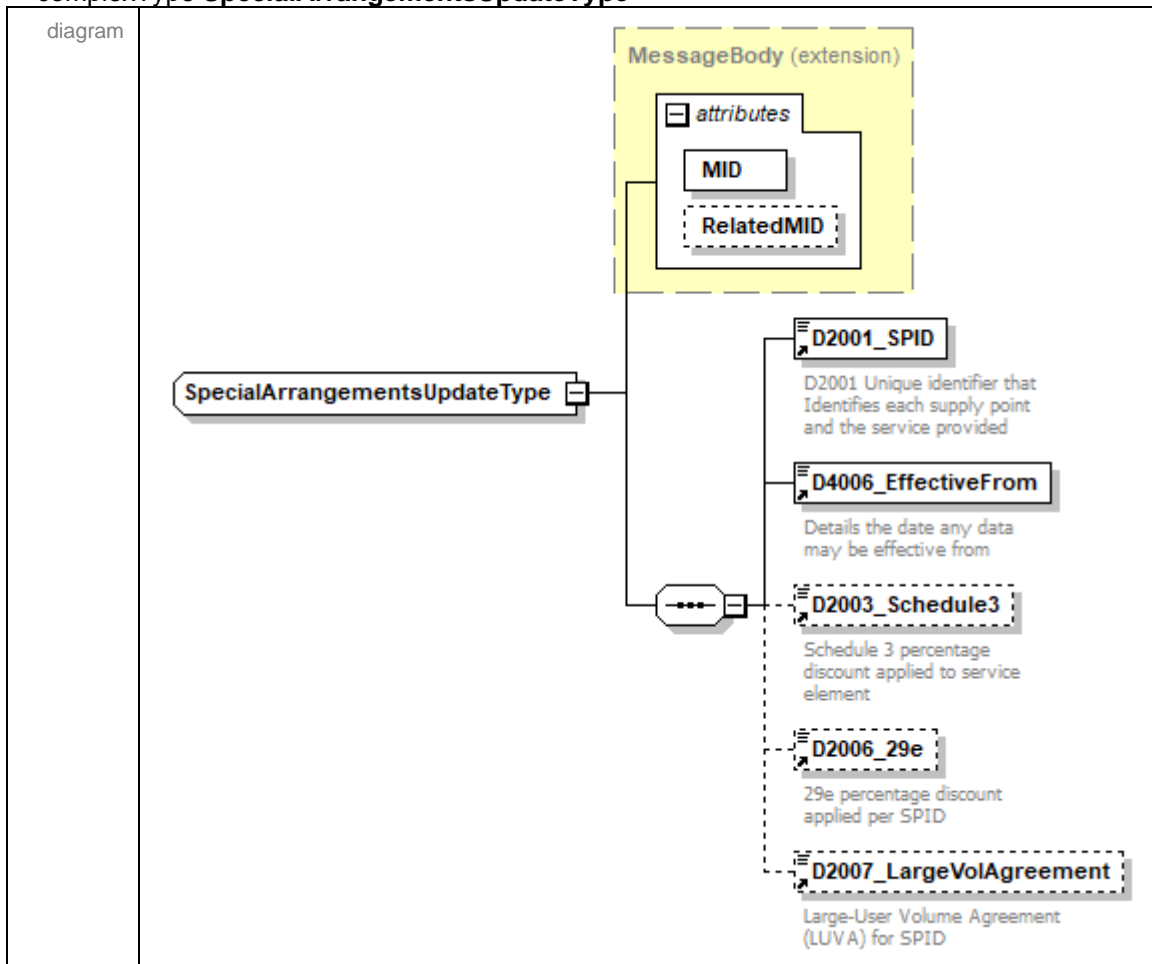 complexType SpecialArrangementsUpdateType
diagram
MessageBody (extension)
attributes
MID
RelatedMID
SpecialArrangementsUpdateType
D2001_SPID
D2001 Unique identifier that
Identifies each supply point
and the service provided
D4006_EffectiveFrom
Details the date any data
may be effective from
D2003_Schedule3
Schedule 3 percentage
discount applied to service
element
D2006_29e
29e percentage discount
applied per SPID
D2007_LargeVolAgreement
Large-User Volume Agreement
(LUVA) for SPID